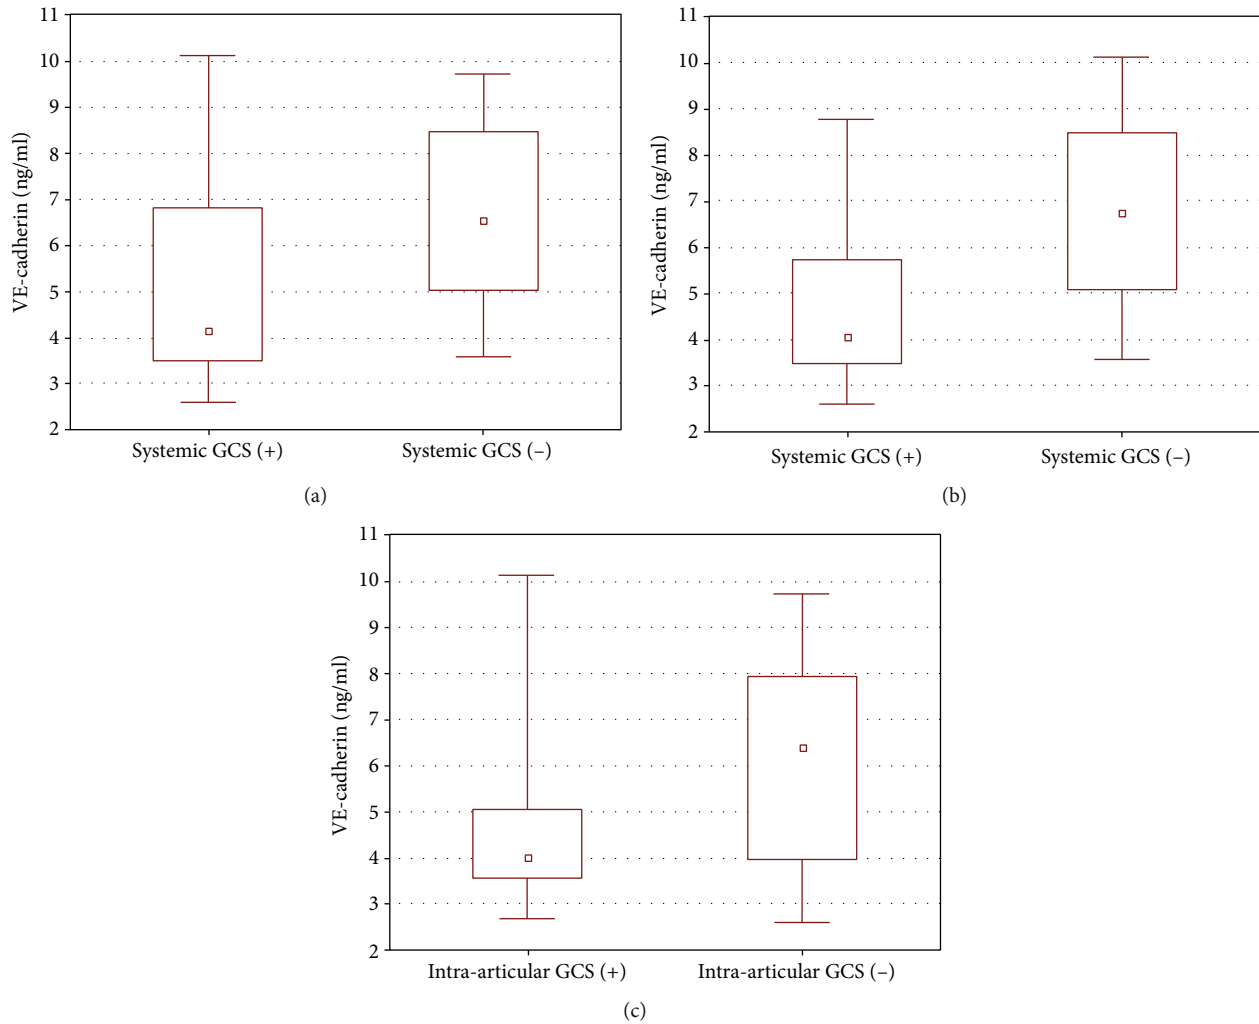 11
10
9
8
7
6
5
4
3
2
VE-cadherin (ng/ml)
Systemic GCS (+)
Systemic GCS (–)
(a)
11
10
9
8
7
6
5
4
3
2
VE-cadherin (ng/ml)
Systemic GCS (+)
Systemic GCS (–)
(b)
11
10
9
8
7
6
5
4
3
2
VE-cadherin (ng/ml)
Intra-articular GCS (+)
Intra-articular GCS (–)
(c)